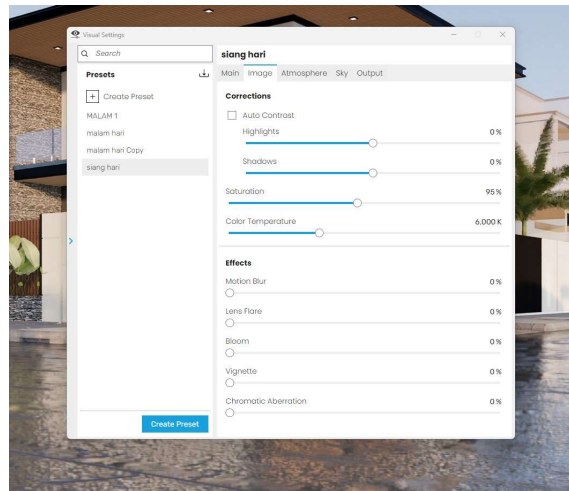 Visual Settings
Search
Presets
Create Preset
MALAM 1
malam hari
malam hari Copy
siang hari
Create Preset
siang hari
Main Image Atmosphere Sky Output
Corrections
Auto Contrast
Highlights 0 %
Shadows 0 %
Saturation 95 %
Color Temperature 6,000 K
Effects
Motion Blur 0 %
Lens Flare 0 %
Bloom 0 %
Vignette 0 %
Chromatic Aberration 0 %